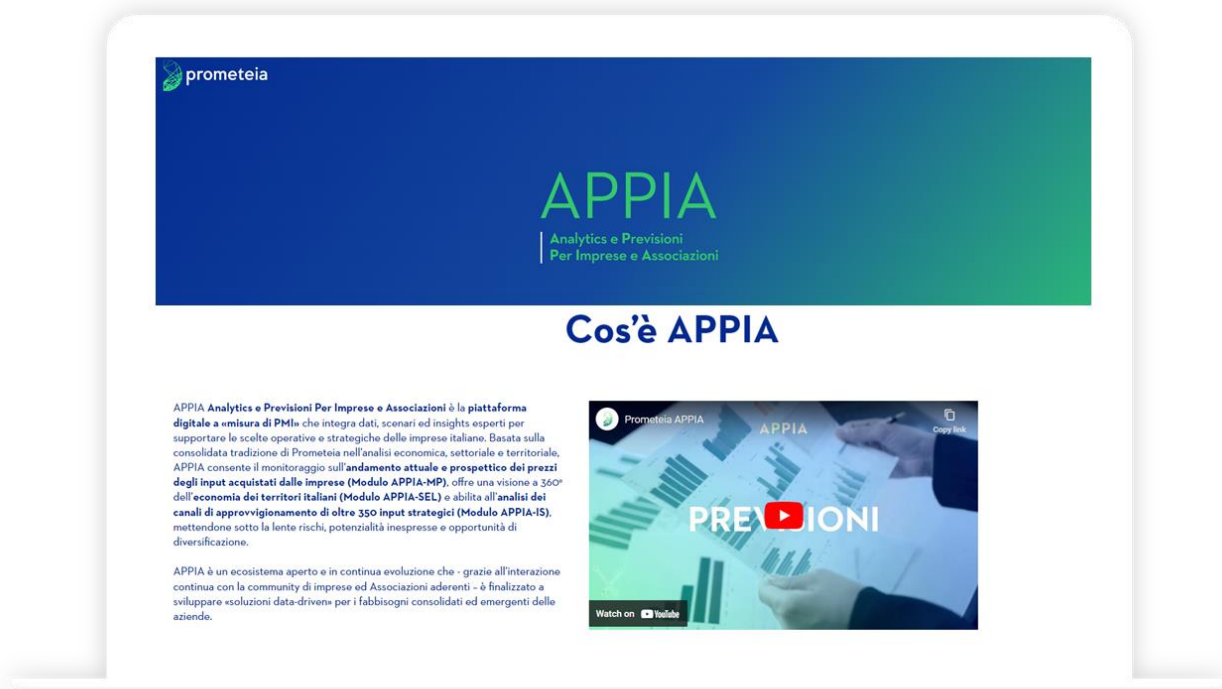 prometeia
APPIA
Analytics e Previsioni
Per Imprese e Associazioni
Cos'è APPIA
APPIA Analytics e Previsioni Per Imprese e Associazioni è la piattaforma
digitale a «misura di PMI» che integra dati, scenari ed insights esperti per
supportare le scelte operative e strategiche delle imprese italiane. Basata sulla
consolidata tradizione di Prometeia nell'analisi economica, settoriale e territoriale,
APPIA consente il monitoraggio sull'andamento attuale e prospettico dei prezzi
degli input acquistati dalle imprese (Modulo APPIA-MP), offre una visione a 360°
dell'economia dei territori italiani (Modulo APPIA-SEL) e abilita all'analisi dei
canali di approvvigionamento di oltre 350 input strategici (Modulo APPIA-IS),
mettendone sotto la lente rischi, potenzialità inespresse e opportunità di
diversificazione.
APPIA è un ecosistema aperto e in continua evoluzione che - grazie all'interazione
continua con la community di imprese ed Associazioni aderenti - è finalizzato a
sviluppare «soluzioni data-driven» per i fabbisogni consolidati ed emergenti delle
aziende.
Prometeia APPIA
Copy link
APPIA
PREV IONI
Watch on YouTube